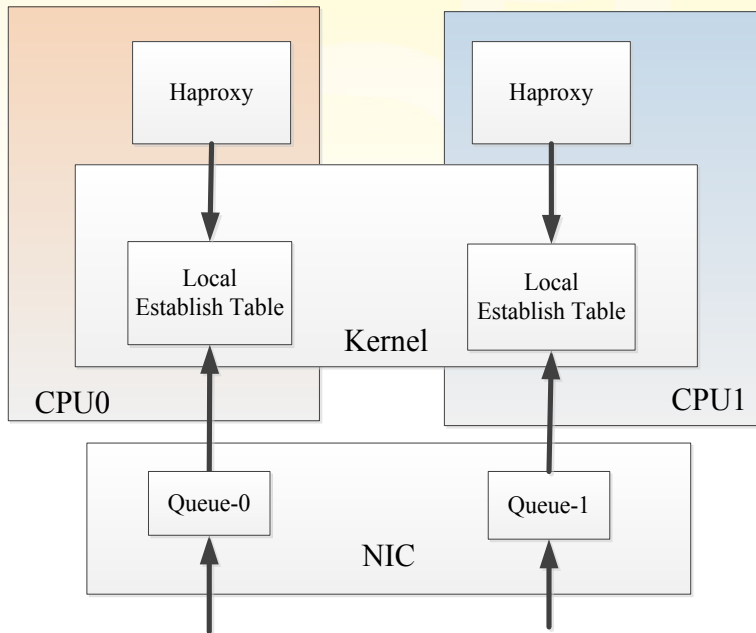 Haproxy
Haproxy
Local
Establish Table
Local
Establish Table
Kernel
CPU0
CPU1
Queue-0
Queue-1
NIC